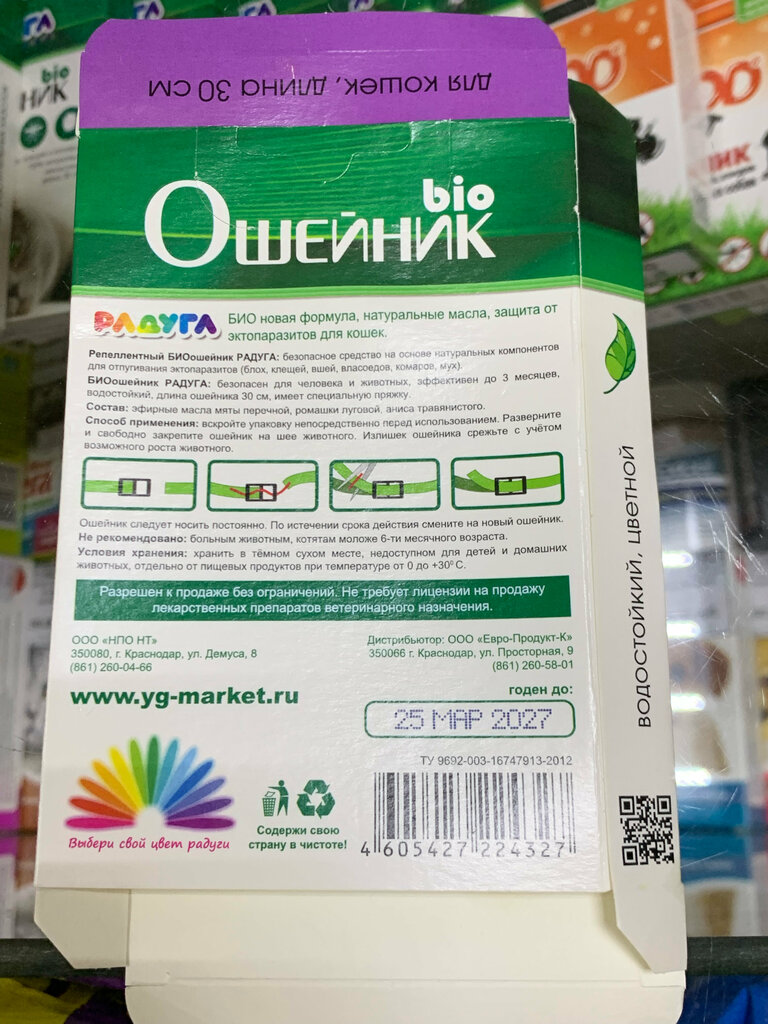 для кошек, длина 30 см
bio
Ошейник
РАДУГА
БИО новая формула, натуральные масла, защита от
эктопаразитов для кошек.
Репеллентный БИОошейник РАДУГА: безопасное средство на основе натуральных компонентов
для отпугивания эктопаразитов (блох, клещей, вшей, власоедов, комаров, мух).
БИОошейник РАДУГА: безопасен для человека и животных, эффективен до 3 месяцев,
водостойкий, длина ошейника 30 см, имеет специальную пряжку.
Состав: эфирные масла мяты перечной, ромашки луговой, аниса травянистого.
Способ применения: вскройте упаковку непосредственно перед использованием. Разверните
и свободно закрепите ошейник на шее животного. Излишек ошейника срежьте с учётом
возможного роста животного.
Ошейник следует носить постоянно. По истечении срока действия смените на новый ошейник.
Не рекомендовано: больным животным, котятам моложе 6-ти месячного возраста.
Условия хранения: хранить в тёмном сухом месте, недоступном для детей и домашних
животных, отдельно от пищевых продуктов при температуре от 0 до +30⁰ С.
Разрешен к продаже без ограничений. Не требует лицензии на продажу
лекарственных препаратов ветеринарного назначения.
ООО «НПО НТ»
350080, г. Краснодар, ул. Демуса, 8
(861) 260-04-66
Дистрибьютор: ООО «Евро-Продукт-К»
350066 г. Краснодар, ул. Просторная, 9
(861) 260-58-01
www.yg-market.ru
годен до:
25 МАР 2027
ТУ 9692-003-16747913-2012
Выбери свой цвет радуги
Содержи свою
страну в чистоте!
4 605427 224327
водостойкий, цветной
bio
НИК
ГА